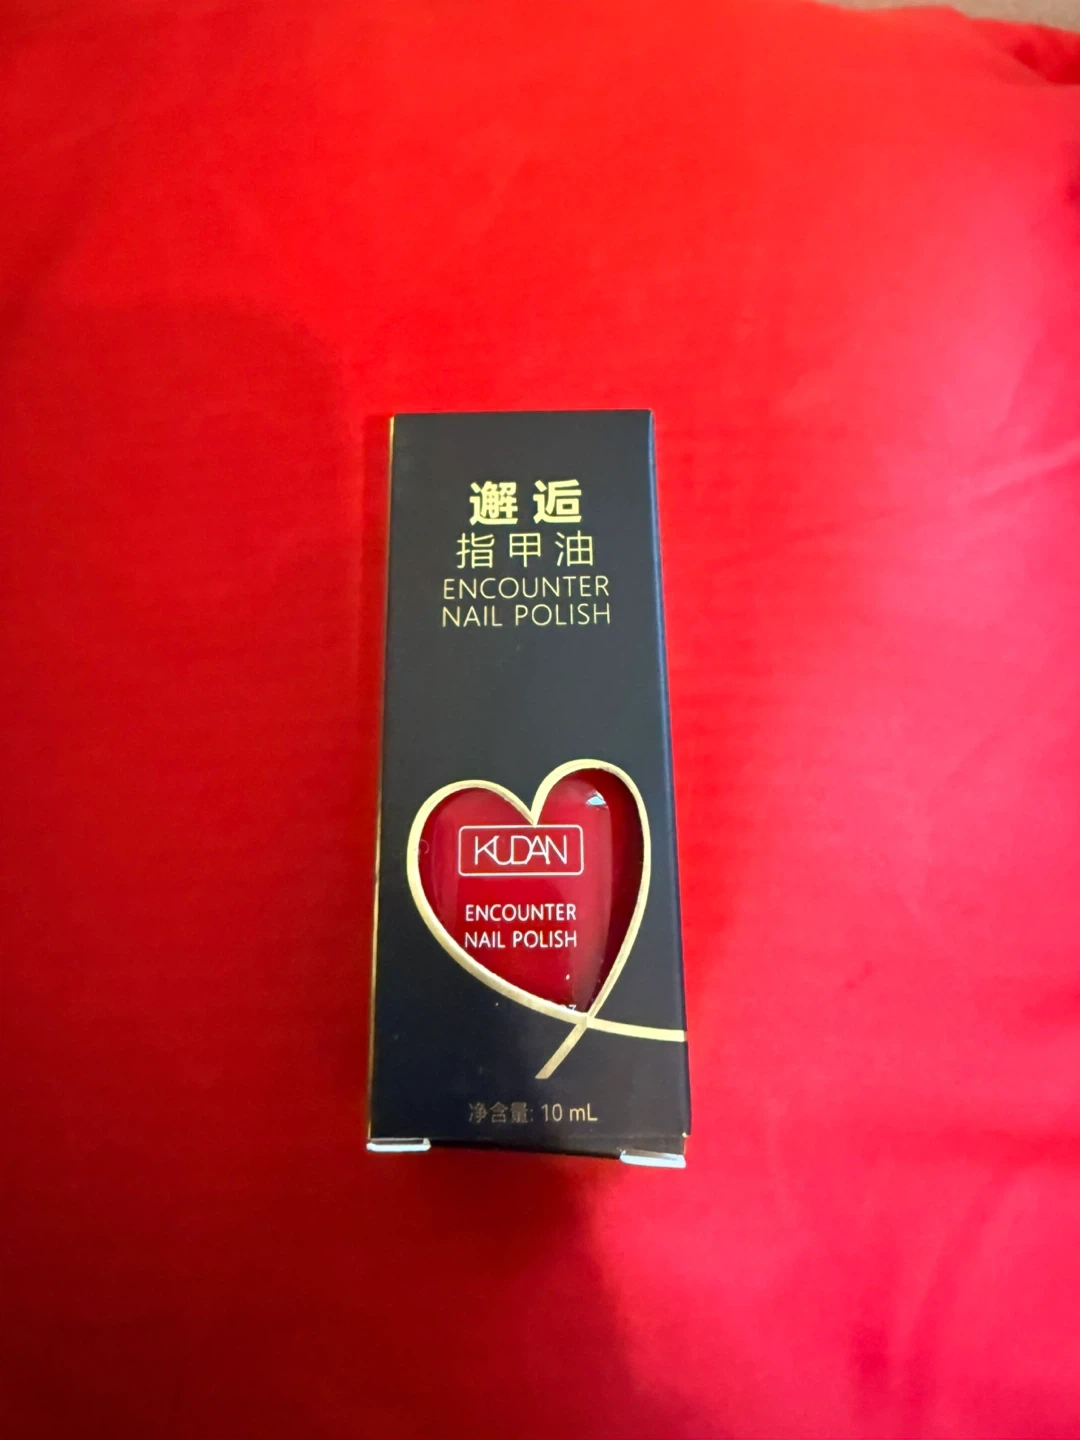 邂逅
指甲油
ENCOUNTER
NAIL POLISH
KUDAN
ENCOUNTER
NAIL POLISH
净含量: 10 mL